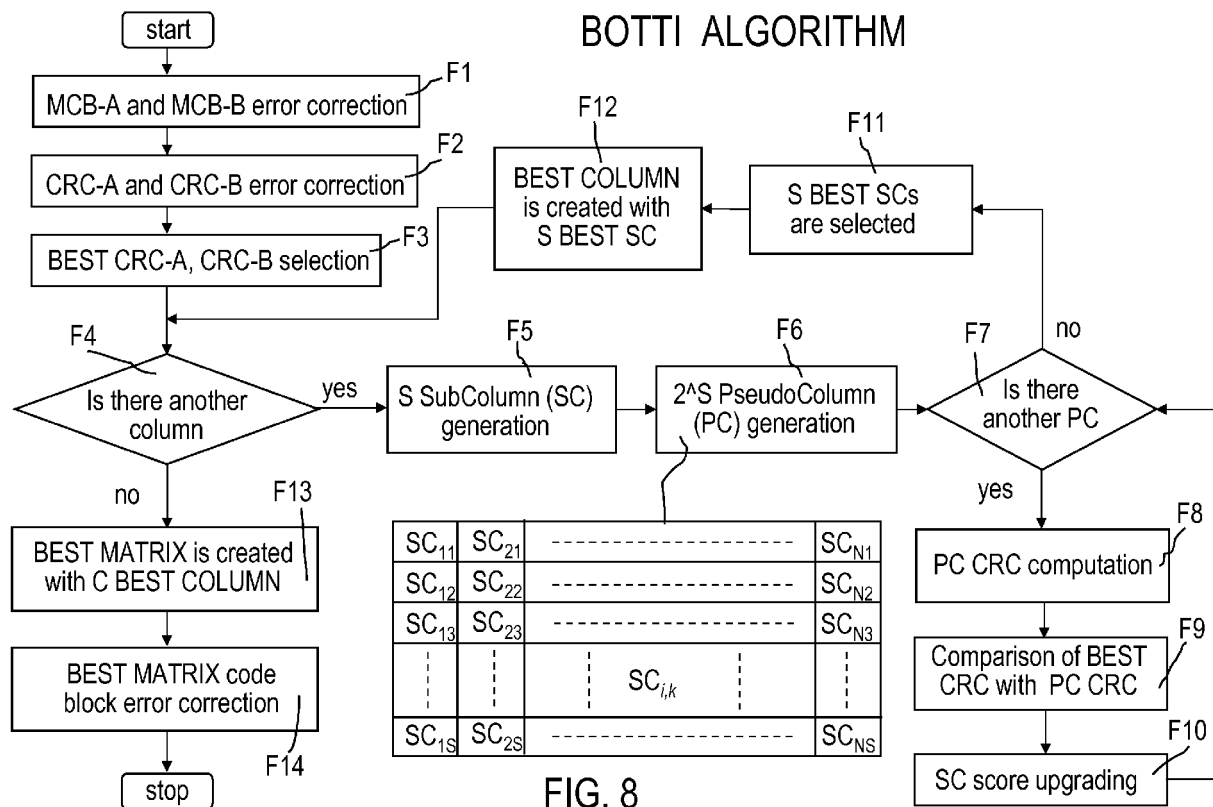 BOTTI ALGORITHM
start
F1
MCB-A and MCB-B error correction
F2
CRC-A and CRC-B error correction
F3
BEST CRC-A, CRC-B selection
F12
BEST COLUMN
is created with
S BEST SC
F11
S BEST SCs
are selected
F4
Is there another
column
yes
no
F5
S SubColumn (SC)
generation
F6
2^S PseudoColumn
(PC) generation
F7
Is there
another PC
no
yes
F13
BEST MATRIX is created
with C BEST COLUMN
BEST MATRIX code
block error correction
F14
stop
SC11 SC21 SCN1
SC12 SC22 SCN2
SC13 SC23 SCN3
SCi,k
SC1S SC2S SCNS
F8
PC CRC computation
F9
Comparison of BEST
CRC with PC CRC
F10
SC score upgrading
FIG. 8